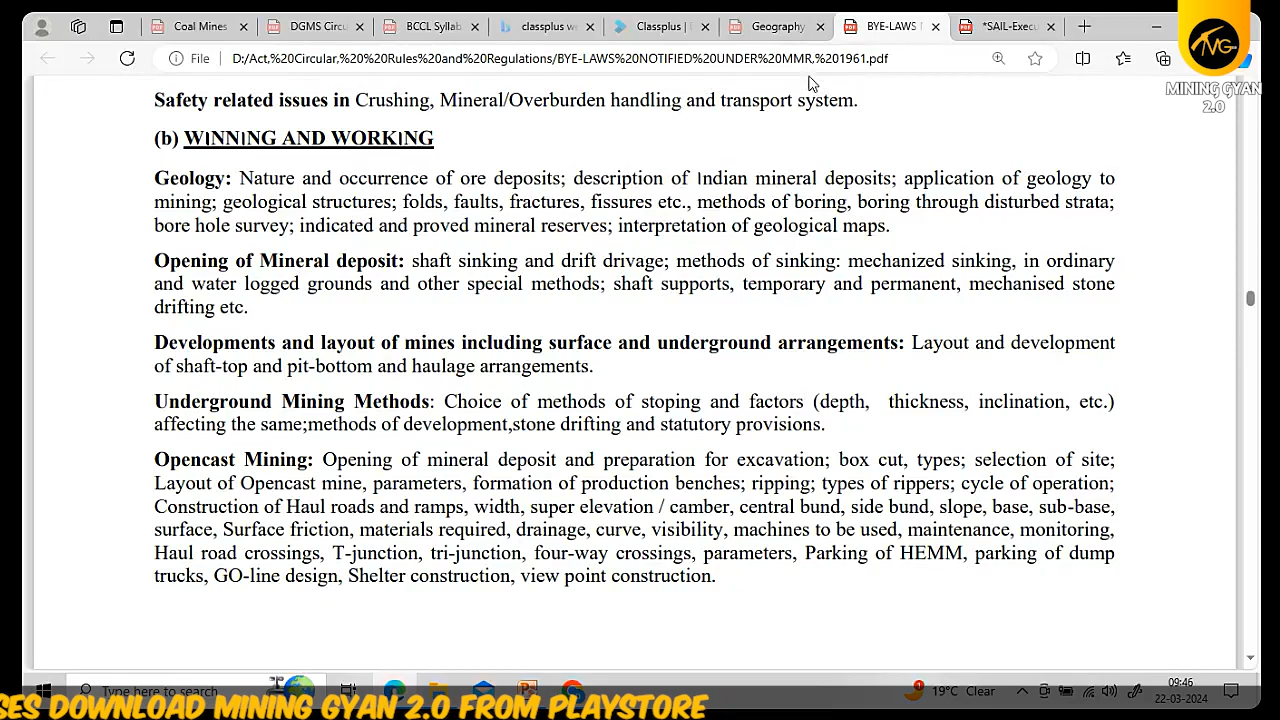 Coal Mines
DGMS Circu
BCCL Syllab
classplus we
Classplus |
Geography
BYE-LAWS
*SAIL-Execu
File
D:/Act,%20Circular,%20%20Rules%20and%20Regulations/BYE-LAWS%20NOTIFIED%20UNDER%20MMR,%201961.pdf
TVG
MINING GYAN
2.0
Safety related issues in Crushing, Mineral/Overburden handling and transport system.
(b) WINNING AND WORKING
Geology: Nature and occurrence of ore deposits; description of Indian mineral deposits; application of geology to
mining; geological structures; folds, faults, fractures, fissures etc., methods of boring, boring through disturbed strata;
bore hole survey; indicated and proved mineral reserves; interpretation of geological maps.
Opening of Mineral deposit: shaft sinking and drift drivage; methods of sinking: mechanized sinking, in ordinary
and water logged grounds and other special methods; shaft supports, temporary and permanent, mechanised stone
drifting etc.
Developments and layout of mines including surface and underground arrangements: Layout and development
of shaft-top and pit-bottom and haulage arrangements.
Underground Mining Methods: Choice of methods of stoping and factors (depth, thickness, inclination, etc.)
affecting the same;methods of development,stone drifting and statutory provisions.
Opencast Mining: Opening of mineral deposit and preparation for excavation; box cut, types; selection of site;
Layout of Opencast mine, parameters, formation of production benches; ripping; types of rippers; cycle of operation;
Construction of Haul roads and ramps, width, super elevation / camber, central bund, side bund, slope, base, sub-base,
surface, Surface friction, materials required, drainage, curve, visibility, machines to be used, maintenance, monitoring,
Haul road crossings, T-junction, tri-junction, four-way crossings, parameters, Parking of HEMM, parking of dump
trucks, GO-line design, Shelter construction, view point construction.
Type here to search
19°C Clear
09:46
22-03-2024
SES DOWNLOAD MINING GYAN 2.0 FROM PLAYSTORE